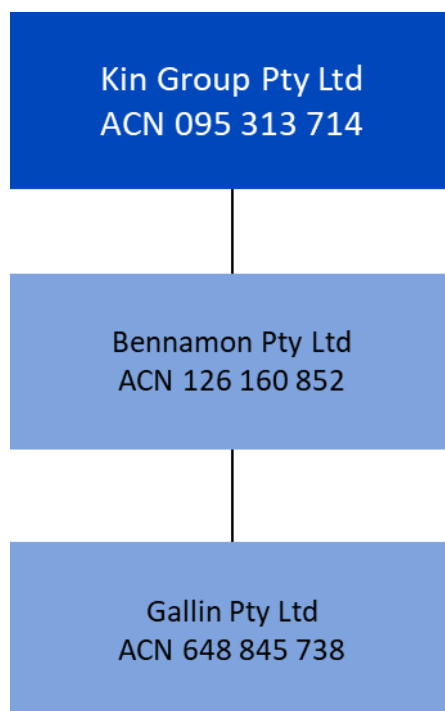 Kin Group Pty Ltd
ACN 095 313 714
Bennamon Pty Ltd
ACN 126 160 852
Gallin Pty Ltd
ACN 648 845 738